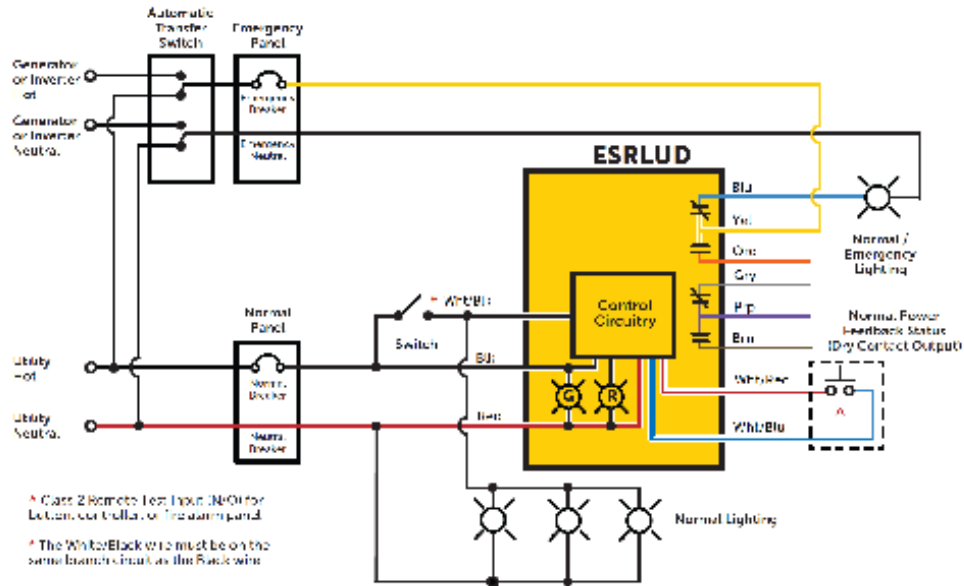 Automatic
Transfer
Switch
Emergency
Panel
Generator
or Inverter
Hot
Generator
or Inverter
Neutral
Emergency
Breaker
Emergency
Neutral
ESRLUD
Blu
Yel
Org
Gry
Prp
Brn
Normal /
Emergency
Lighting
Normal Power
Feedback Status
(Dry Contact Output)
* Wht/Blk
Switch
Control
Circuitry
Normal
Panel
Blk
Utility
Hot
Normal
Breaker
G
R
Wht/Red
Red
Utility
Neutral
Neutral
Breaker
Wht/Blu
* Class 2 Remote Test Input (N/O) for
button, controller, or fire alarm panel
* The White/Black wire must be on the
same branch circuit as the Black wire
Normal Lighting